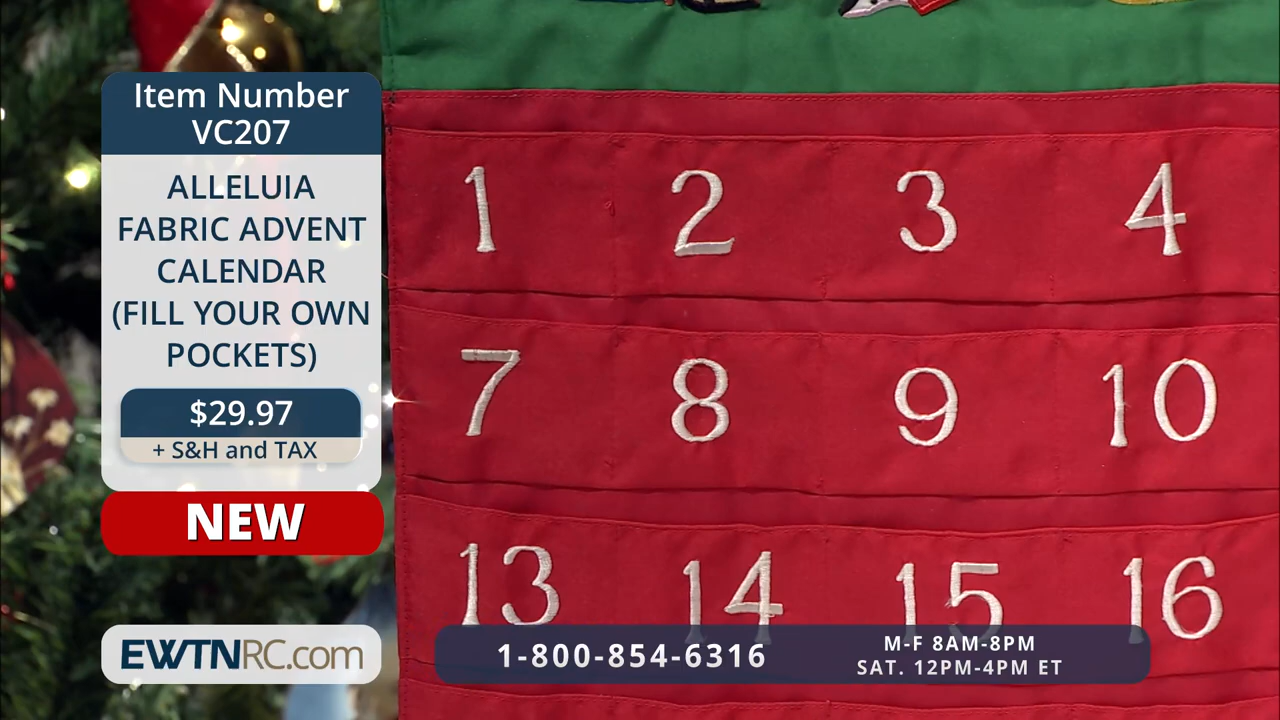 Item Number
VC207
ALLELUIA
FABRIC ADVENT
CALENDAR
(FILL YOUR OWN
POCKETS)
$29.97
+ S&H and TAX
NEW
EWTNRC.com
1 2 3 4
7 8 9 10
13 14 15 16
1-800-854-6316
M-F 8AM-8PM
SAT. 12PM-4PM ET